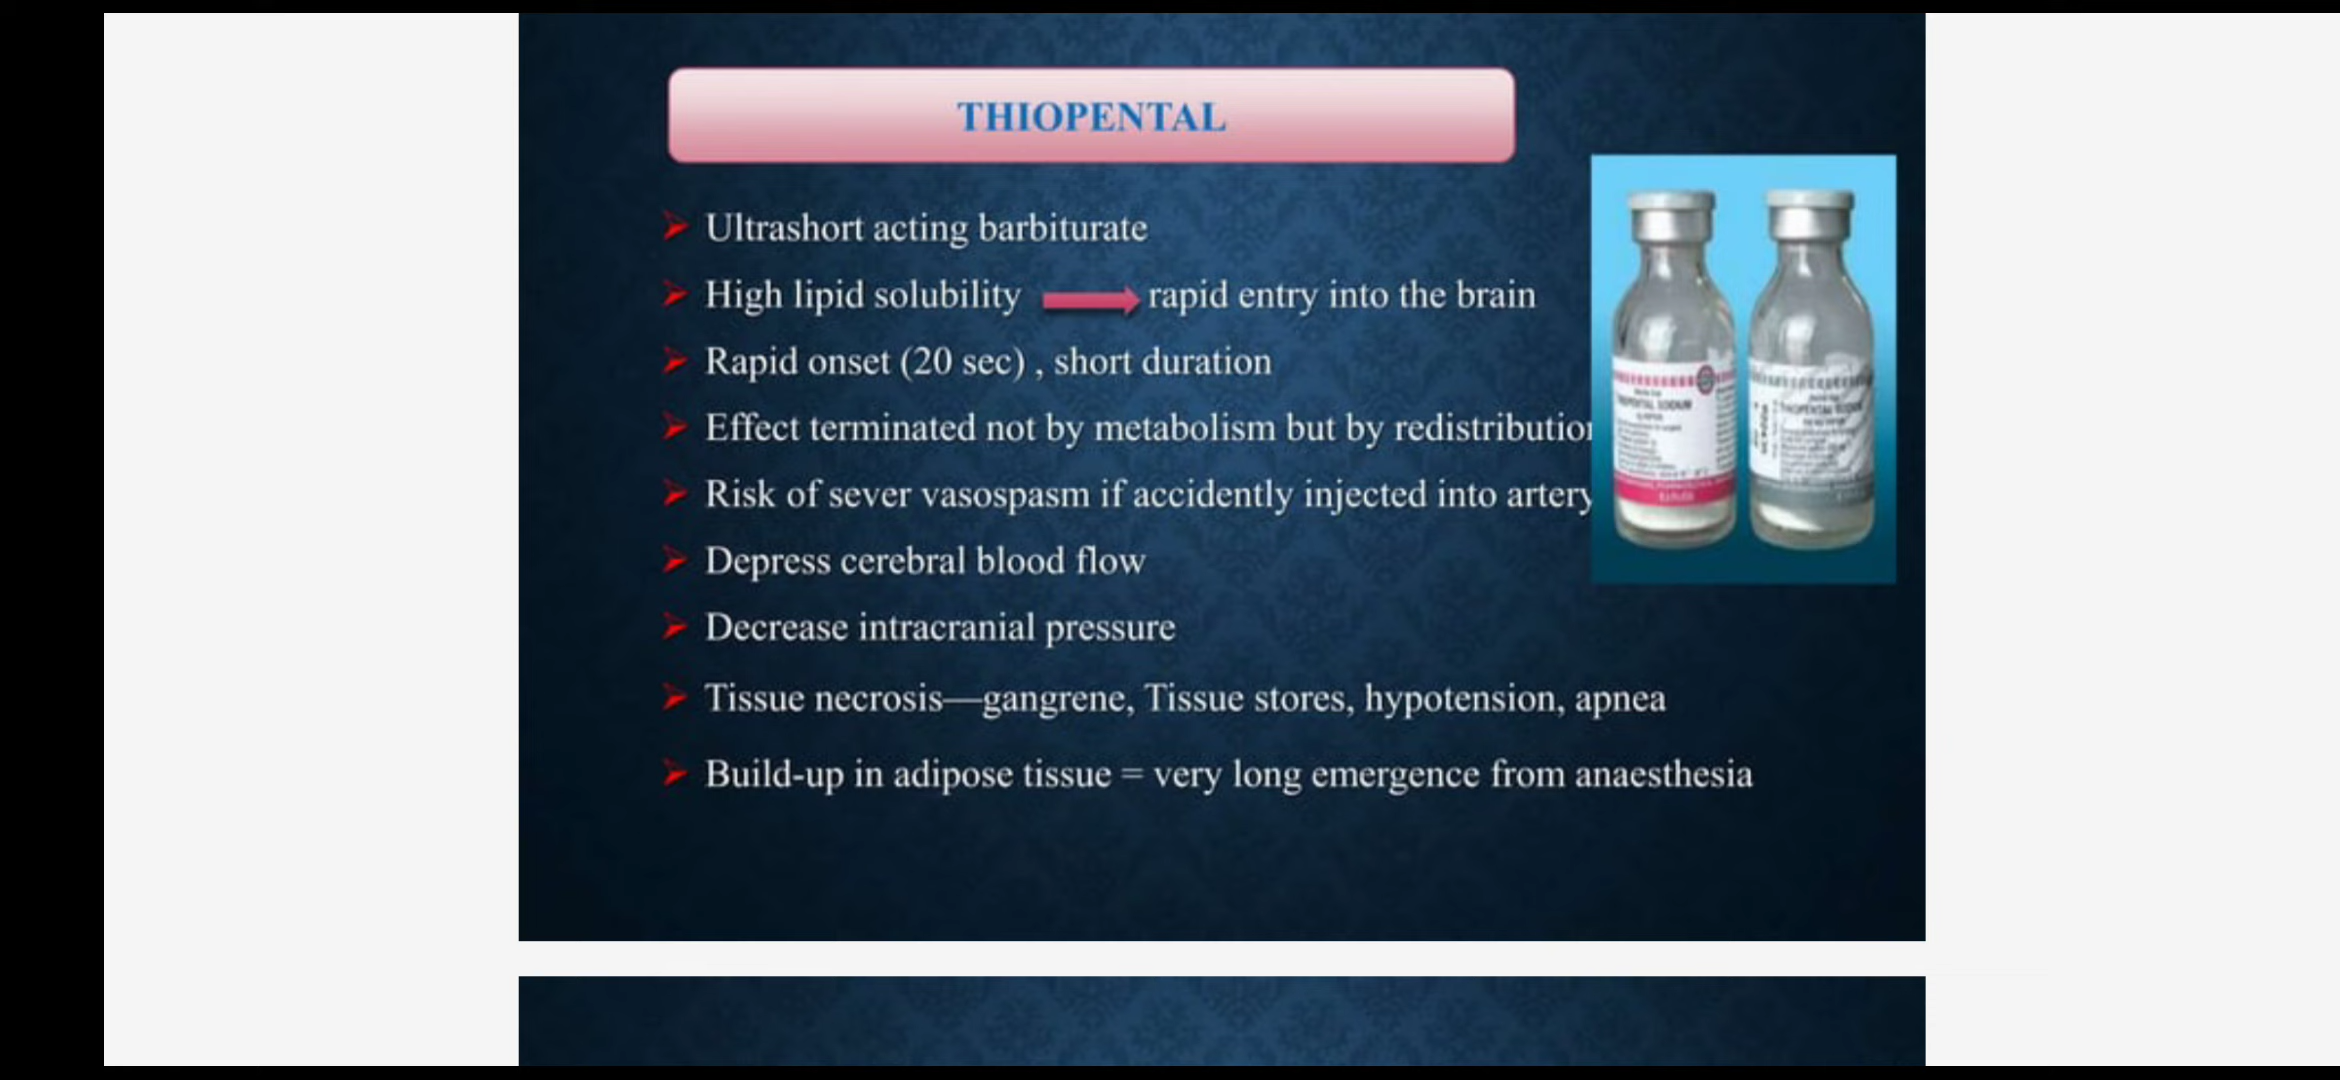 THIOPENTAL
Ultrashort acting barbiturate
High lipid solubility rapid entry into the brain
Rapid onset (20 sec) , short duration
Effect terminated not by metabolism but by
Risk of sever vasospasm if accidently injected into artery
Depress cerebral blood flow
Decrease intracranial pressure
Tissue necrosis—gangrene, Tissue stores, hypotension, apnea
Build-up in adipose tissue = very long emergence from anaesthesia